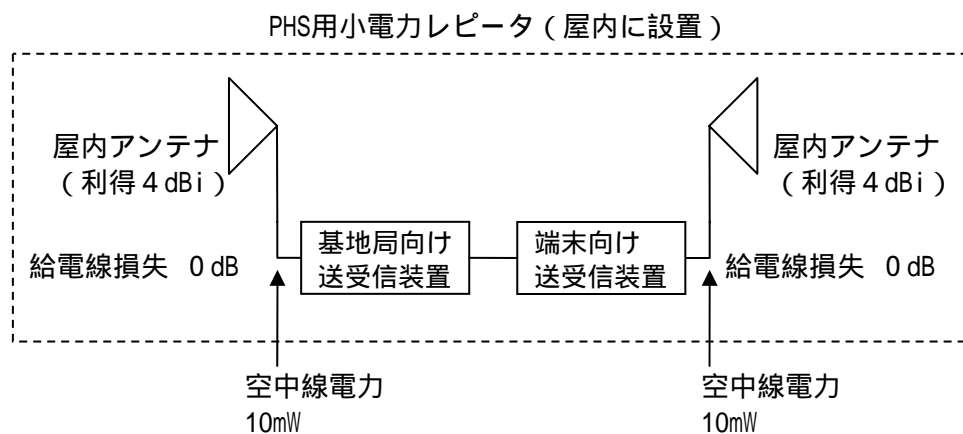 PHS用小電力レピータ（屋内に設置）
屋内アンテナ
（利得４dBi）
屋内アンテナ
（利得４dBi）
給電線損失　０dB
基地局向け
送受信装置
端末向け
送受信装置
給電線損失　０dB
空中線電力
10mW
空中線電力
10mW